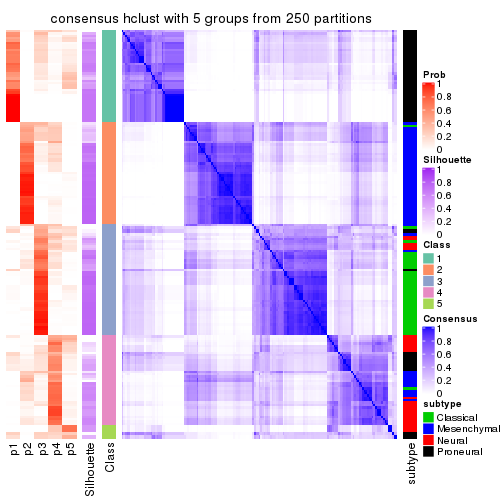 consensus hclust with 5 groups from 250 partitions
Prob
1
0.8
0.6
0.4
0.2
0
Silhouette
1
0.8
0.6
0.4
0.2
0
Class
1
2
3
4
5
Consensus
1
0.8
0.6
0.4
0.2
0
subtype
Classical
Mesenchymal
Neural
Proneural
p1
p2
p3
p4
p5
Silhouette
Class
subtype